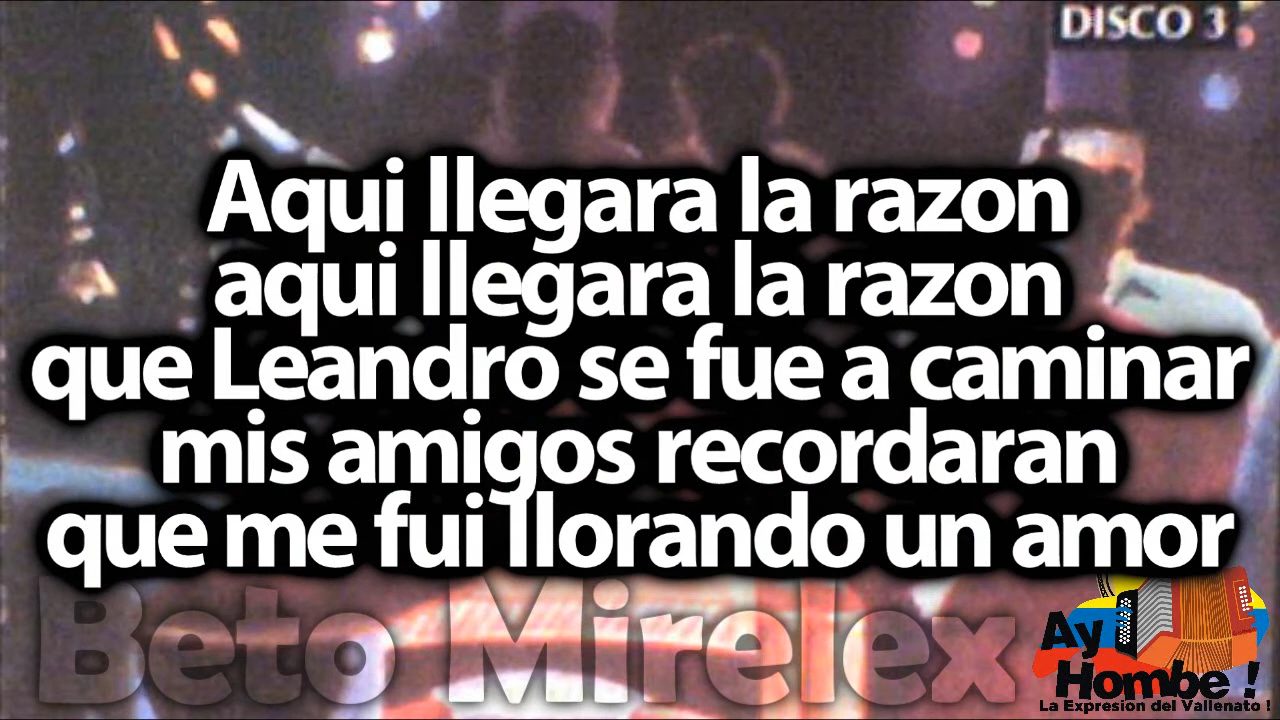 DISCO 3
Aqui llegara la razon
aqui llegara la razon
que Leandro se fue a caminar
mis amigos recordaran
que me fui llorando un amor
Beto Mirelex
Ay
Hombe !
La Expresion del Vallenato !